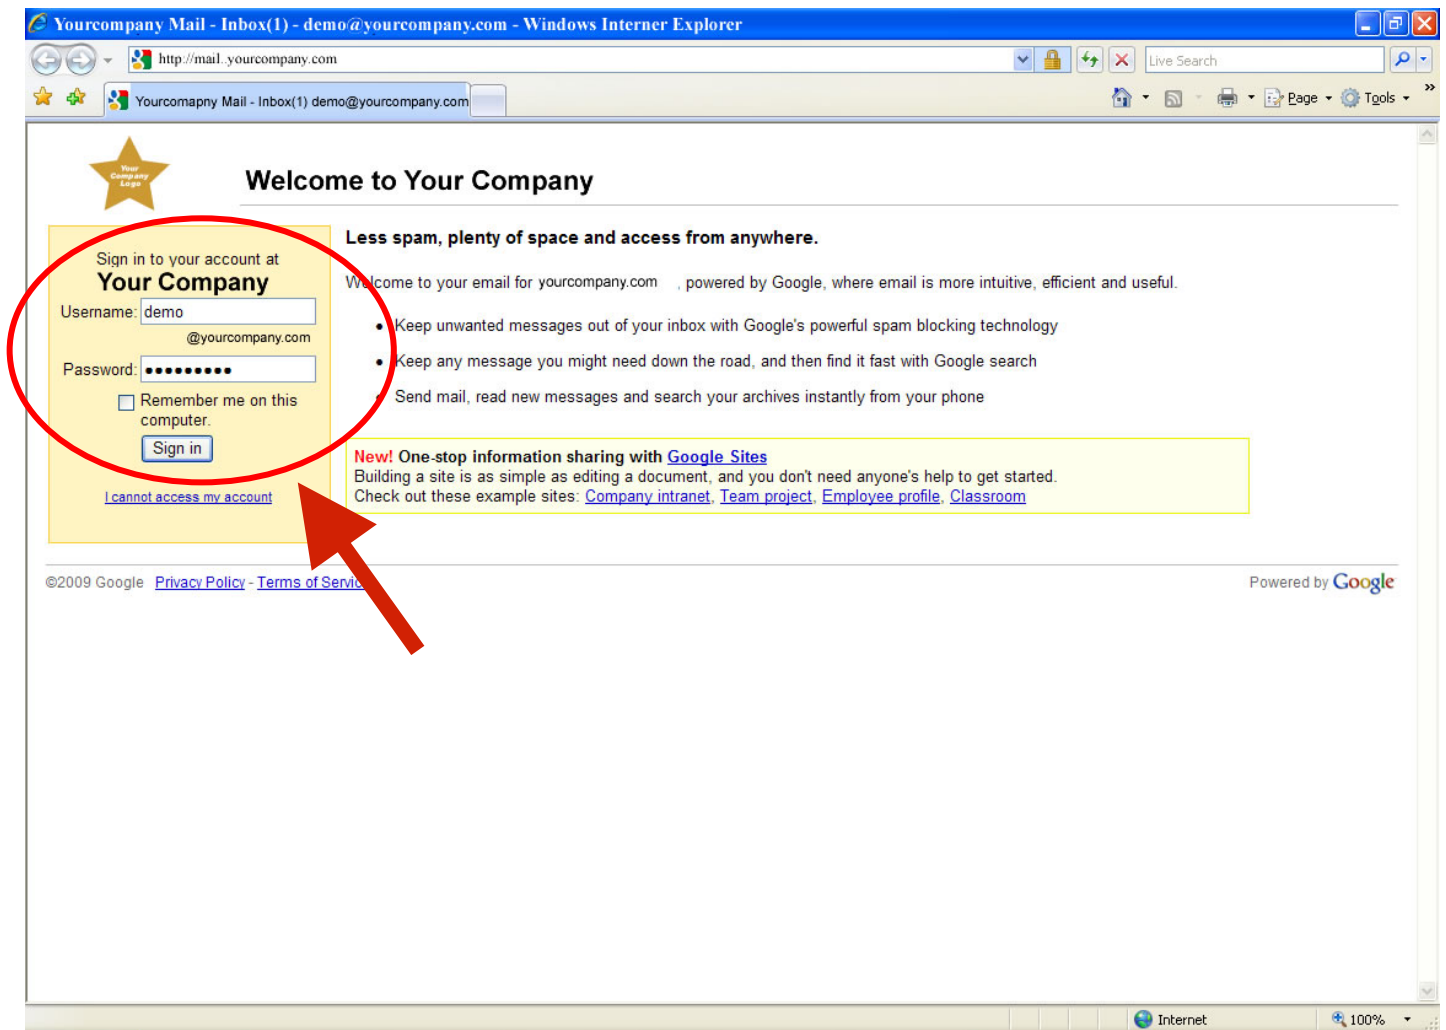 Yourcompany Mail - Inbox(1) - demo@yourcompany.com - Windows Interner Explorer
http://mail..yourcompany.com
Live Search
Yourcomapny Mail - Inbox(1) demo@yourcompany.com
Page
Tools
»
Your
Company
Logo
Welcome to Your Company
Sign in to your account at
Your Company
Username: demo
@yourcompany.com
Password: •••••••••
Remember me on this
computer.
Sign in
I cannot access my account
Less spam, plenty of space and access from anywhere.
Welcome to your email for yourcompany.com , powered by Google, where email is more intuitive, efficient and useful.
• Keep unwanted messages out of your inbox with Google's powerful spam blocking technology
• Keep any message you might need down the road, and then find it fast with Google search
• Send mail, read new messages and search your archives instantly from your phone
New! One-stop information sharing with Google Sites
Building a site is as simple as editing a document, and you don't need anyone's help to get started.
Check out these example sites: Company intranet, Team project, Employee profile, Classroom
©2009 Google Privacy Policy - Terms of Servic
Powered by Google
Internet
100%